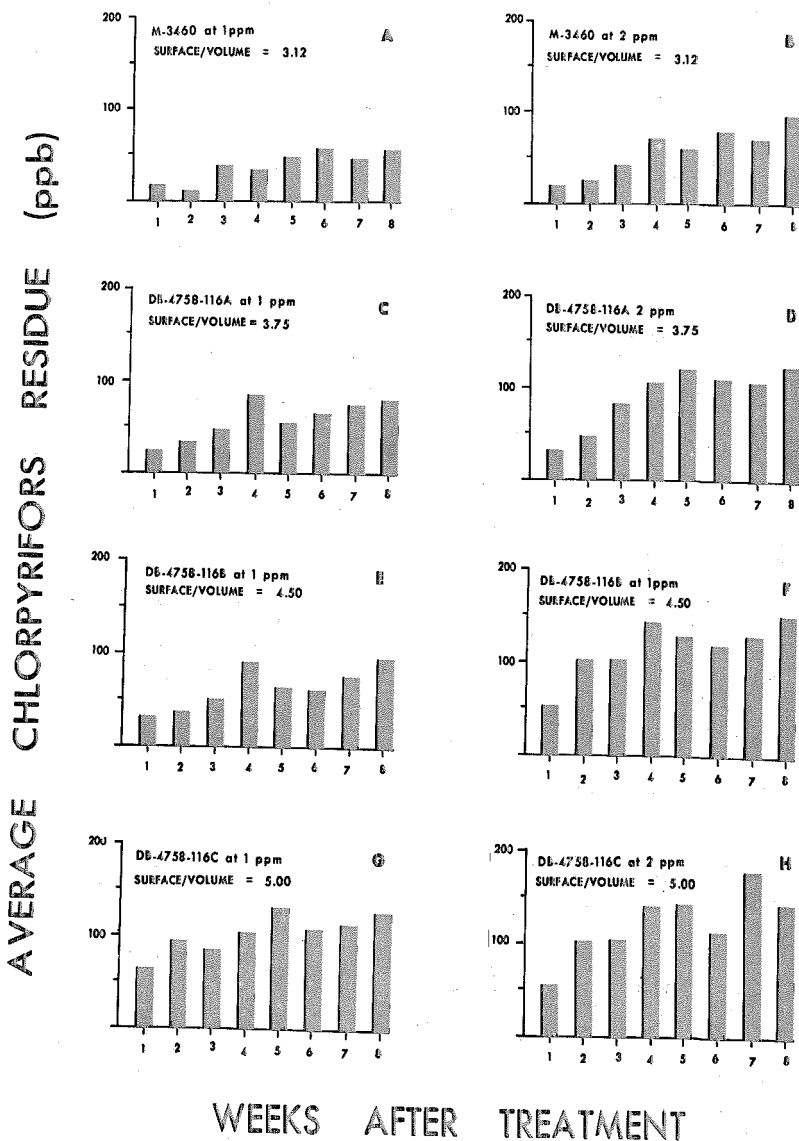 AVERAGE CHLORPYRIFORS RESIDUE (ppb)
200
100
M-3460 at 1ppm
SURFACE/VOLUME = 3.12
A
1 2 3 4 5 6 7 8
200
100
M-3460 at 2 ppm
SURFACE/VOLUME = 3.12
B
1 2 3 4 5 6 7 8
200
100
DB-4758-116A at 1 ppm
SURFACE/VOLUME = 3.75
C
1 2 3 4 5 6 7 8
200
100
DB-4758-116A 2 ppm
SURFACE/VOLUME = 3.75
D
1 2 3 4 5 6 7 8
200
100
DB-4758-116B at 1 ppm
SURFACE/VOLUME = 4.50
E
1 2 3 4 5 6 7 8
200
100
DB-4758-116B at 1ppm
SURFACE/VOLUME = 4.50
F
1 2 3 4 5 6 7 8
200
100
DB-4758-116C at 1 ppm
SURFACE/VOLUME = 5.00
G
1 2 3 4 5 6 7 8
200
100
DB-4758-116C at 2 ppm
SURFACE/VOLUME = 5.00
H
1 2 3 4 5 6 7 8
WEEKS AFTER TREATMENT